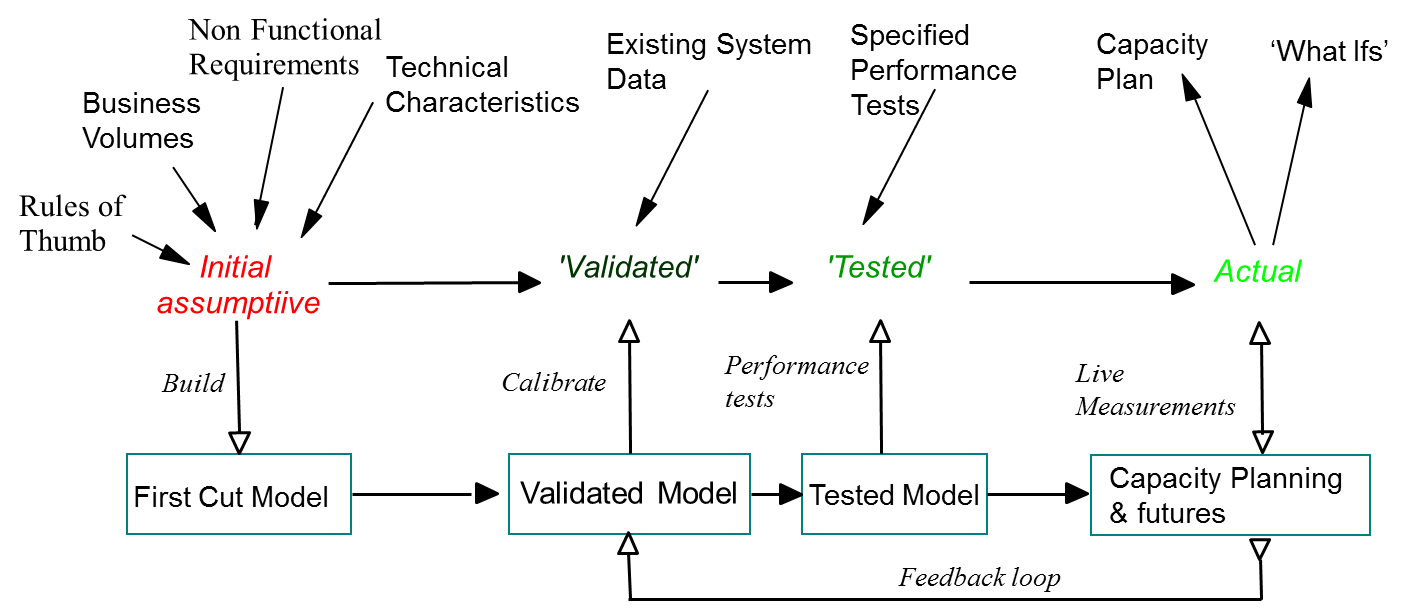 Non Functional
Requirements
Technical
Characteristics
Business
Volumes
Rules of
Thumb
Existing System
Data
Specified
Performance
Tests
Capacity
Plan
‘What Ifs’
Initial
assumptiive
'Validated'
'Tested'
Actual
Build
Calibrate
Performance
tests
Live
Measurements
First Cut Model
Validated Model
Tested Model
Capacity Planning
& futures
Feedback loop